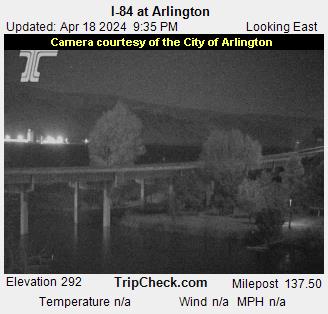 I-84 at Arlington
Updated: Apr 18 2024 9:35 PM Looking East
Camera courtesy of the City of Arlington
Elevation 292 TripCheck.com Milepost 137.50
Temperature n/a Wind n/a MPH n/a